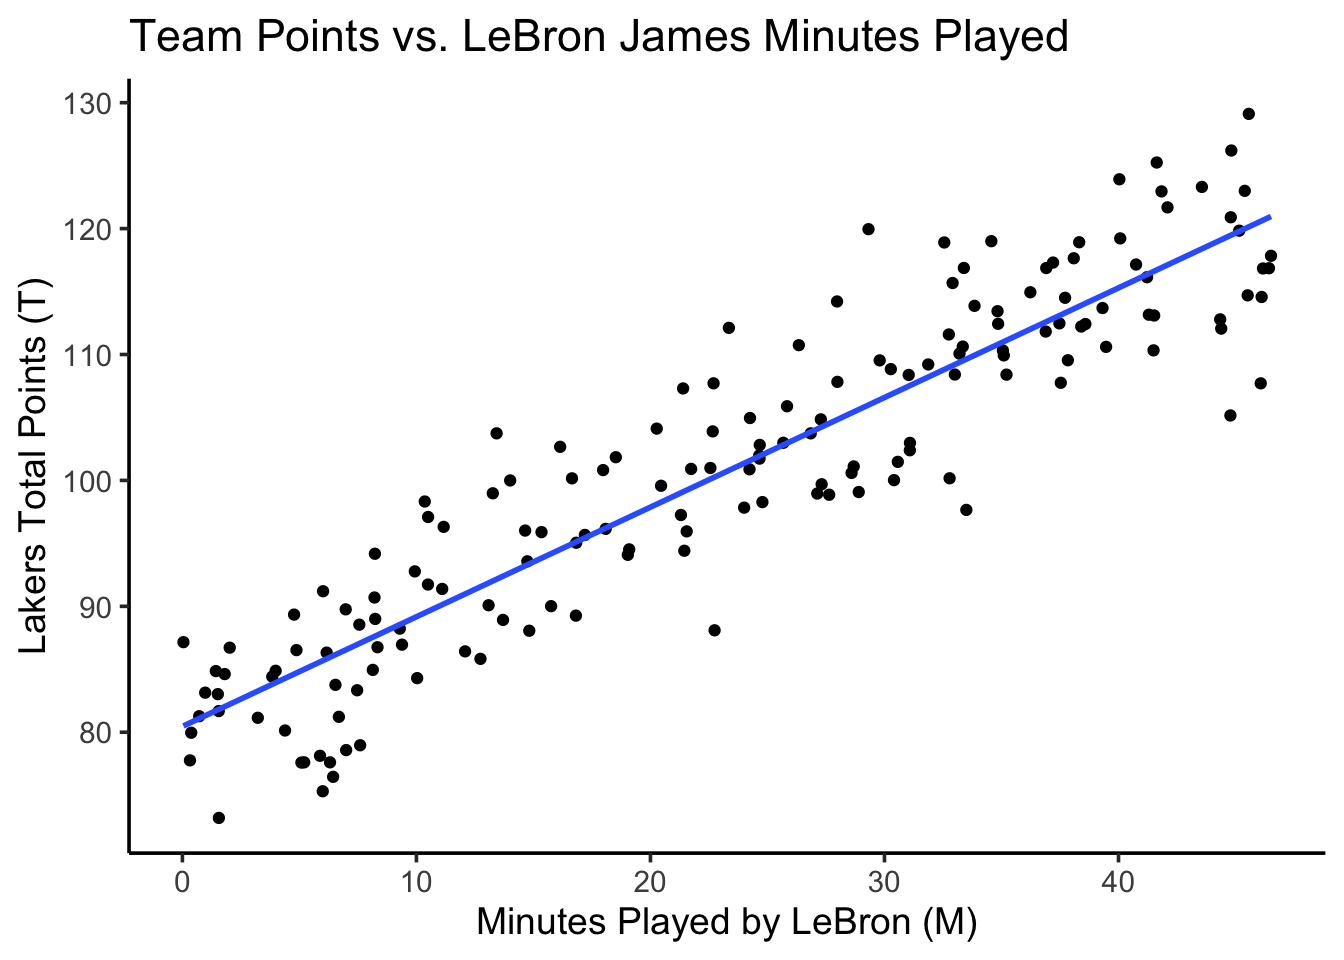 Team Points vs. LeBron James Minutes Played
Lakers Total Points (T)
130
120
110
100
90
80
0 10 20 30 40
Minutes Played by LeBron (M)